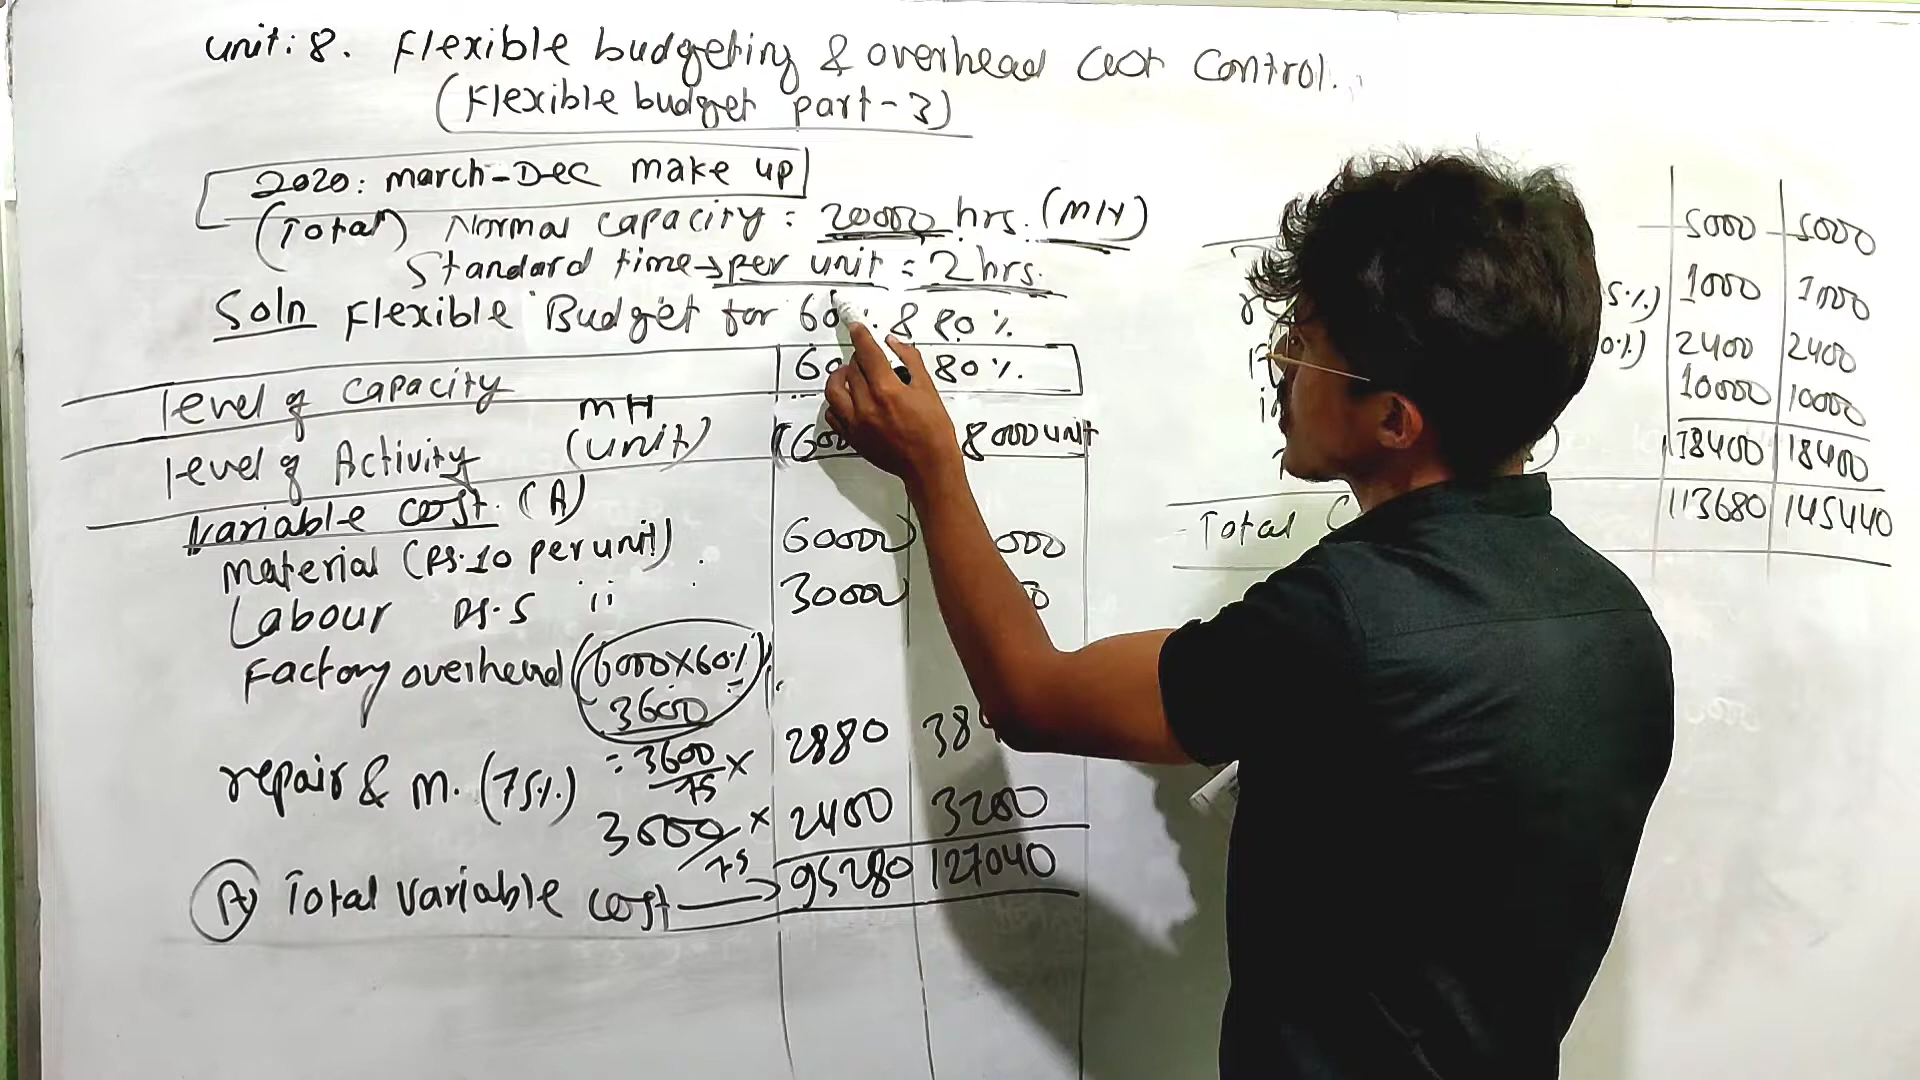 unit: 8. Flexible budgeting & overhead cost control.
(Flexible budget part-3)
2020: march-Dec make up
(Total) Normal capacity = 20000 hrs. (M/H)
Standard time → per unit = 2 hrs.
Soln Flexible Budget for 60% & 80%
level of capacity 80%.
level of Activity MH (unit) 8000 unit
Variable cost. (A)
Material (Rs.10 per unit) 60000
Labour Rs.5 " 30000
Factory overhead (6000x60%) =
3600
repair & m. (75%) = 3600/75 x 2880
3000/75 x 2400 3200
(A) Total Variable cost → 95280 127040
5000 5000
5%) 1000 1000
0%) 2400 2400
10000 10000
18400 18400
Total 113680 145440